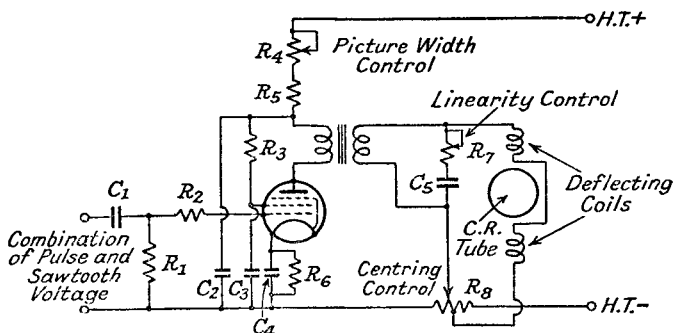 H.T.+
R4
Picture Width
Control
R5
Linearity Control
R3
R7
C1
R2
C5
Deflecting
Coils
C.R.
Tube
Combination
of Pulse and
Sawtooth
Voltage
R1
C2
C3
R6
C4
Centring
Control
R8
H.T.-